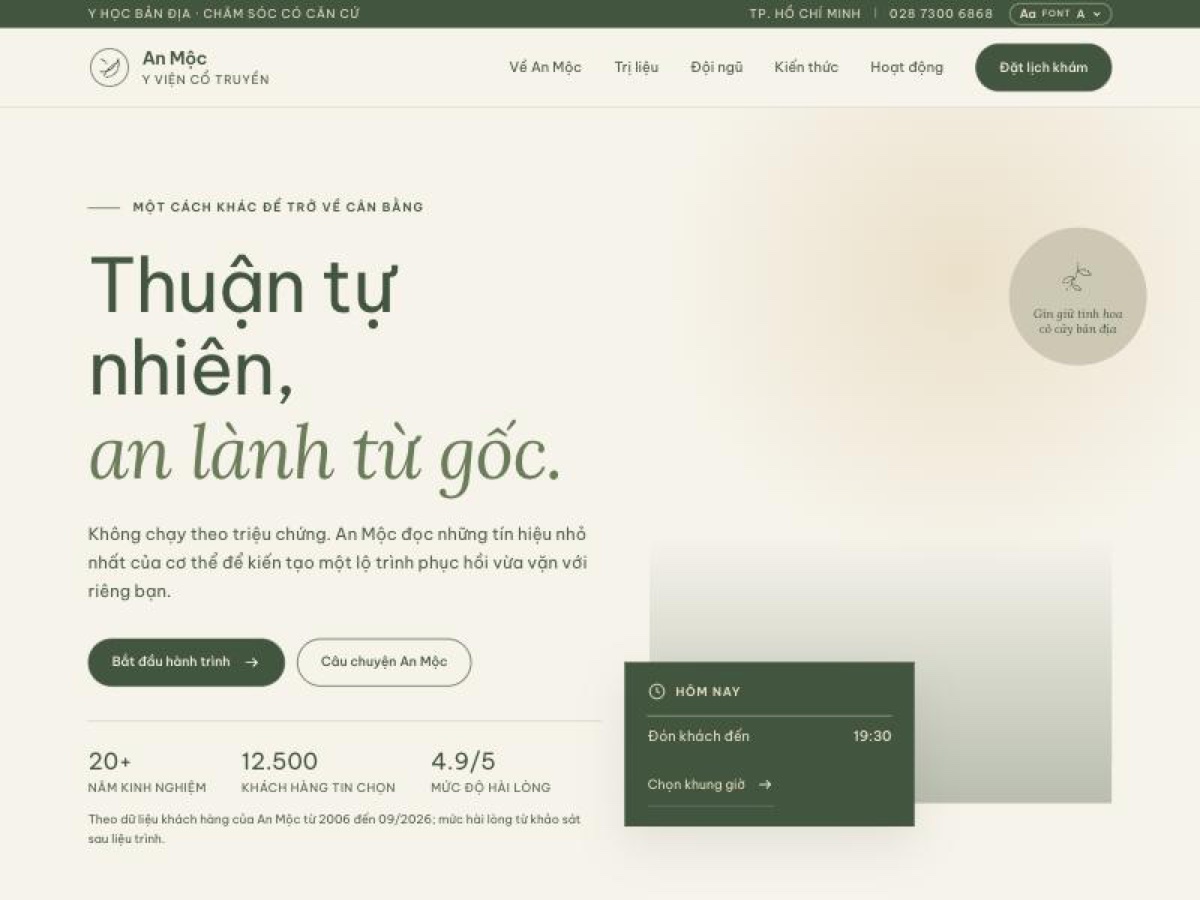 Y HỌC BẢN ĐỊA · CHĂM SÓC CÓ CĂN CỨ
TP. HỒ CHÍ MINH
028 7300 6868
Aa FONT A
An Mộc
Y VIỆN CỔ TRUYỀN
Về An Mộc
Trị liệu
Đội ngũ
Kiến thức
Hoạt động
Đặt lịch khám
MỘT CÁCH KHÁC ĐỂ TRỞ VỀ CÂN BẰNG
Thuận tự
nhiên,
an lành từ gốc.
Gìn giữ tinh hoa
cỏ cây bản địa
Không chạy theo triệu chứng. An Mộc đọc những tín hiệu nhỏ
nhất của cơ thể để kiến tạo một lộ trình phục hồi vừa vặn với
riêng bạn.
Bắt đầu hành trình
Câu chuyện An Mộc
HÔM NAY
Đón khách đến
19:30
Chọn khung giờ
20+
NĂM KINH NGHIỆM
12.500
KHÁCH HÀNG TIN CHỌN
4.9/5
MỨC ĐỘ HÀI LÒNG
Theo dữ liệu khách hàng của An Mộc từ 2006 đến 09/2026; mức hài lòng từ khảo sát
sau liệu trình.